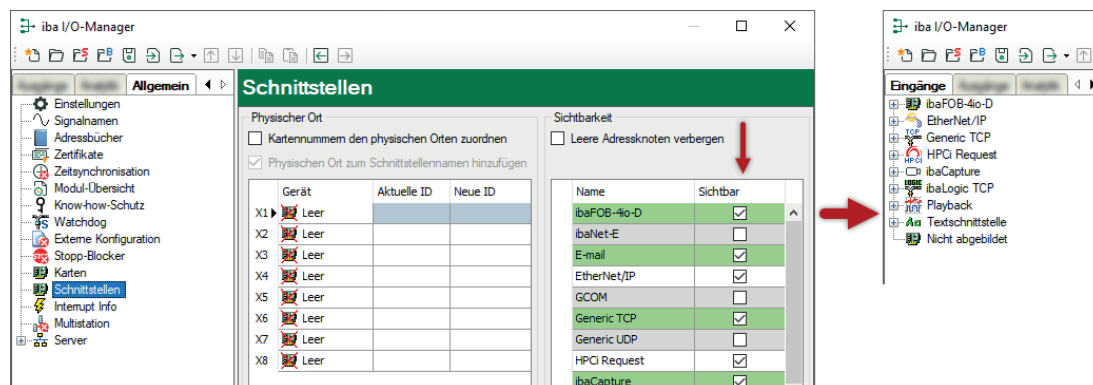 iba I/O-Manager
Allgemein
Einstellungen
Signalnamen
Adressbücher
Zertifikate
Zeitsynchronisation
Modul-Übersicht
Know-how-Schutz
Watchdog
Externe Konfiguration
Stopp-Blocker
Karten
Schnittstellen
Interrupt Info
Multistation
Server
Schnittstellen
Physischer Ort
Kartennummern den physischen Orten zuordnen
Physischen Ort zum Schnittstellennamen hinzufügen
Gerät Aktuelle ID Neue ID
X1 Leer
X2 Leer
X3 Leer
X4 Leer
X5 Leer
X6 Leer
X7 Leer
X8 Leer
Sichtbarkeit
Leere Adressknoten verbergen
Name Sichtbar
ibaFOB-4io-D
ibaNet-E
E-mail
EtherNet/IP
GCOM
Generic TCP
Generic UDP
HPCi Request
ibaCapture
iba I/O-Manager
Eingänge
ibaFOB-4io-D
EtherNet/IP
TCP Generic TCP
HPCI HPCi Request
ibaCapture
LOGIC ibaLogic TCP
Playback
Aa Textschnittstelle
Nicht abgebildet